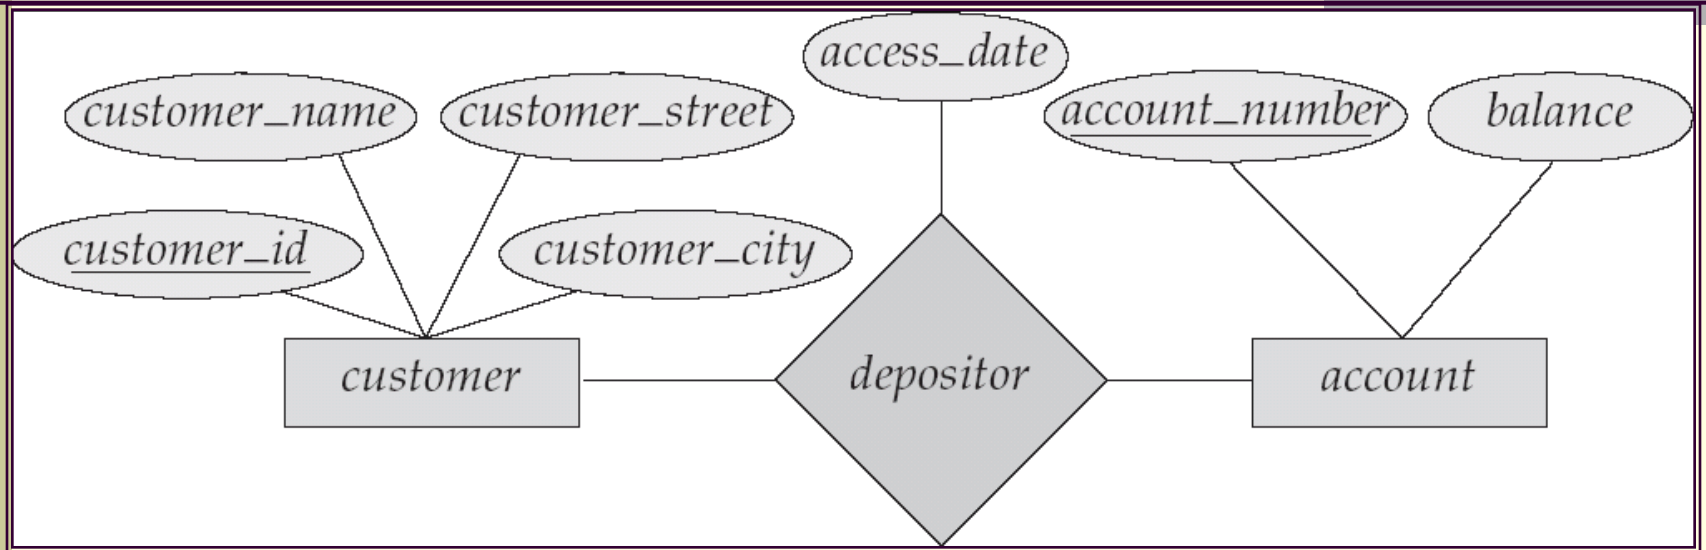 access_date
customer_name
customer_street
account_number
balance
customer_id
customer_city
customer
depositor
account